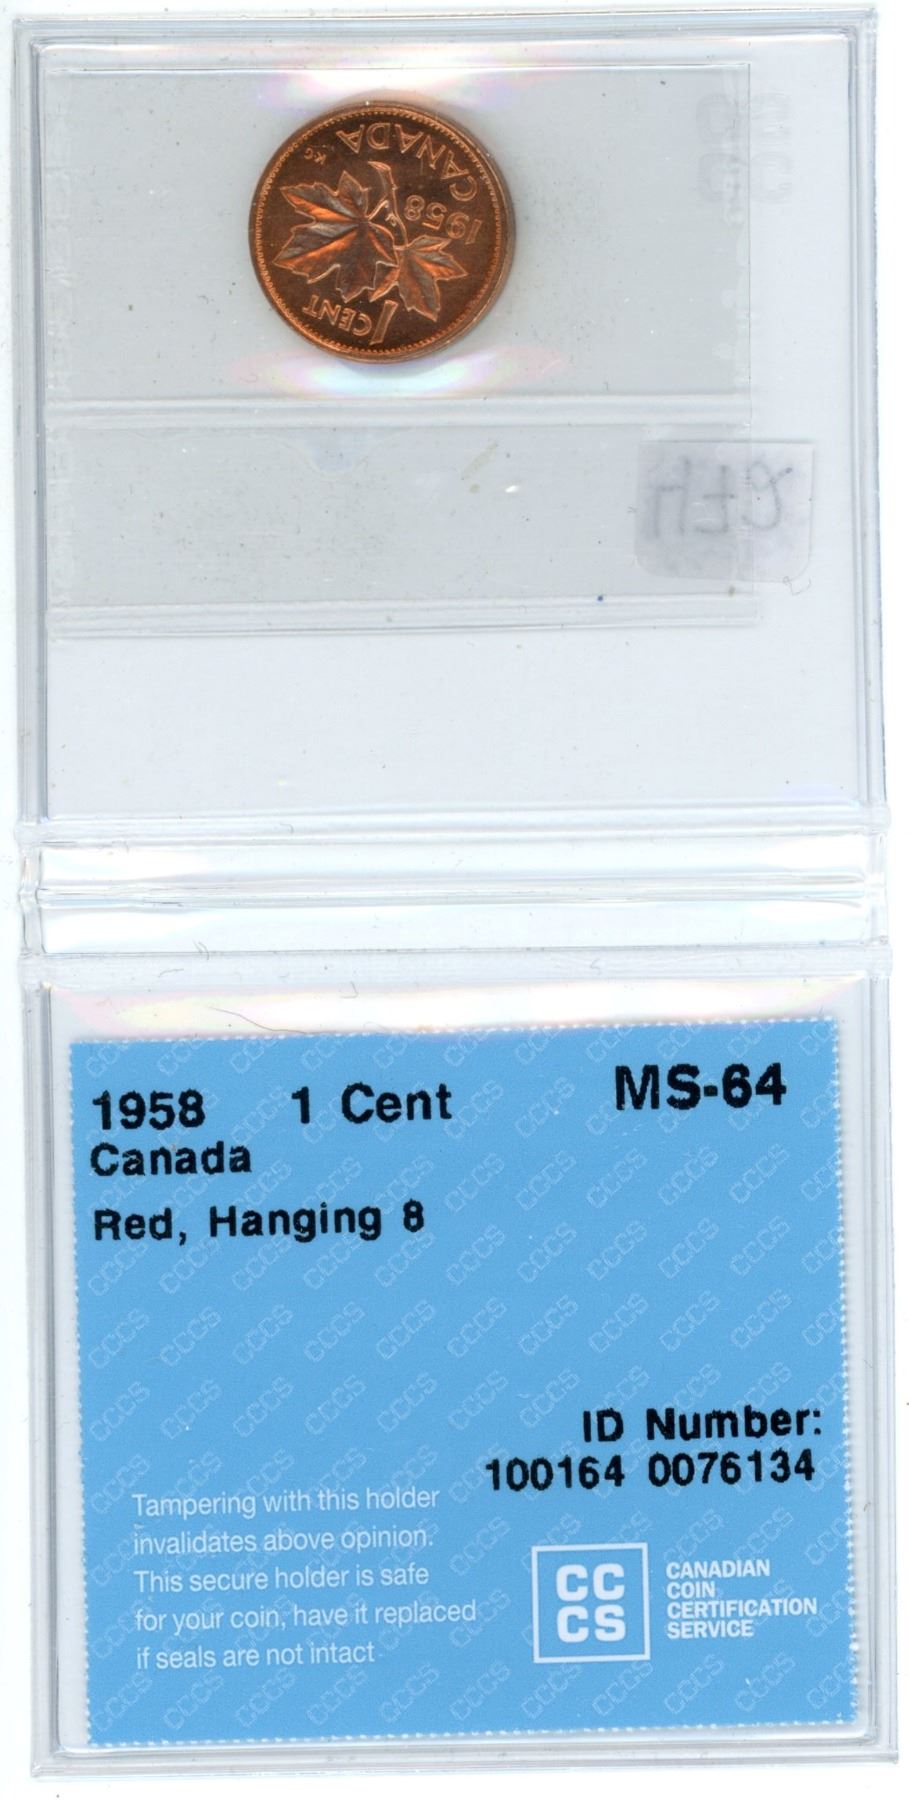 1 CENT
1958
CANADA
KG
472
1958 1 Cent MS-64
Canada
Red, Hanging 8
ID Number:
100164 0076134
Tampering with this holder
invalidates above opinion.
This secure holder is safe
for your coin, have it replaced
if seals are not intact
CC
CS
CANADIAN
COIN
CERTIFICATION
SERVICE